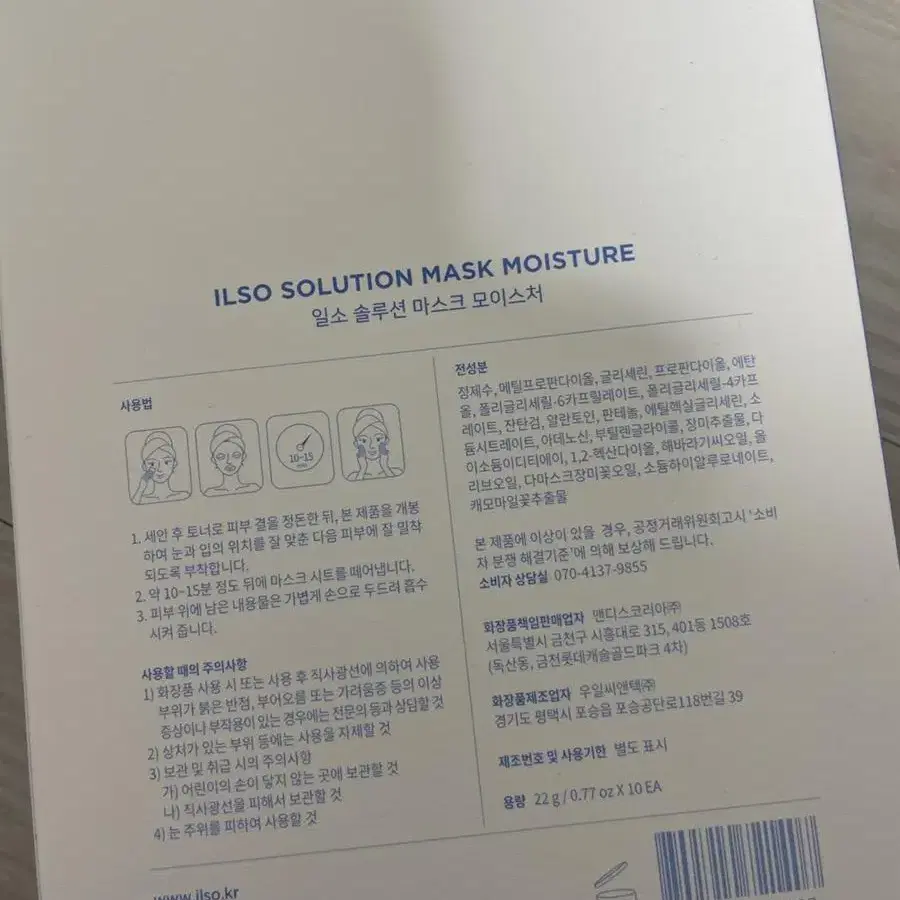 ILSO SOLUTION MASK MOISTURE
일소 솔루션 마스크 모이스처
사용법
10~15
min
1. 세안 후 토너로 피부 결을 정돈한 뒤, 본 제품을 개봉
하여 눈과 입의 위치를 잘 맞춘 다음 피부에 잘 밀착
되도록 부착합니다.
2. 약 10~15분 정도 뒤에 마스크 시트를 떼어냅니다.
3. 피부 위에 남은 내용물은 가볍게 손으로 두드려 흡수
시켜 줍니다.
사용할 때의 주의사항
1) 화장품 사용 시 또는 사용 후 직사광선에 의하여 사용
부위가 붉은 반점, 부어오름 또는 가려움증 등의 이상
증상이나 부작용이 있는 경우에는 전문의 등과 상담할 것
2) 상처가 있는 부위 등에는 사용을 자제할 것
3) 보관 및 취급 시의 주의사항
가) 어린이의 손이 닿지 않는 곳에 보관할 것
나) 직사광선을 피해서 보관할 것
4) 눈 주위를 피하여 사용할 것
www.ilso.kr
전성분
정제수, 메틸프로판다이올, 글리세린, 프로판다이올, 에탄
올, 폴리글리세릴-6카프릴레이트, 폴리글리세릴-4카프
레이트, 잔탄검, 알란토인, 판테놀, 에틸헥실글리세린, 소
듐시트레이트, 아데노신, 부틸렌글라이콜, 장미추출물, 다
이소듐이디티에이, 1,2-헥산다이올, 해바라기씨오일, 올
리브오일, 다마스크장미꽃오일, 소듐하이알루로네이트,
캐모마일꽃추출물
본 제품에 이상이 있을 경우, 공정거래위원회고시 '소비
자 분쟁 해결기준'에 의해 보상해 드립니다.
소비자 상담실 070-4137-9855
화장품책임판매업자 맨디스코리아㈜
서울특별시 금천구 시흥대로 315, 401동 1508호
(독산동, 금천롯데캐슬골드파크 4차)
화장품제조업자 우일씨앤텍㈜
경기도 평택시 포승읍 포승공단로118번길 39
제조번호 및 사용기한 별도 표시
용량 22 g / 0.77 oz X 10 EA